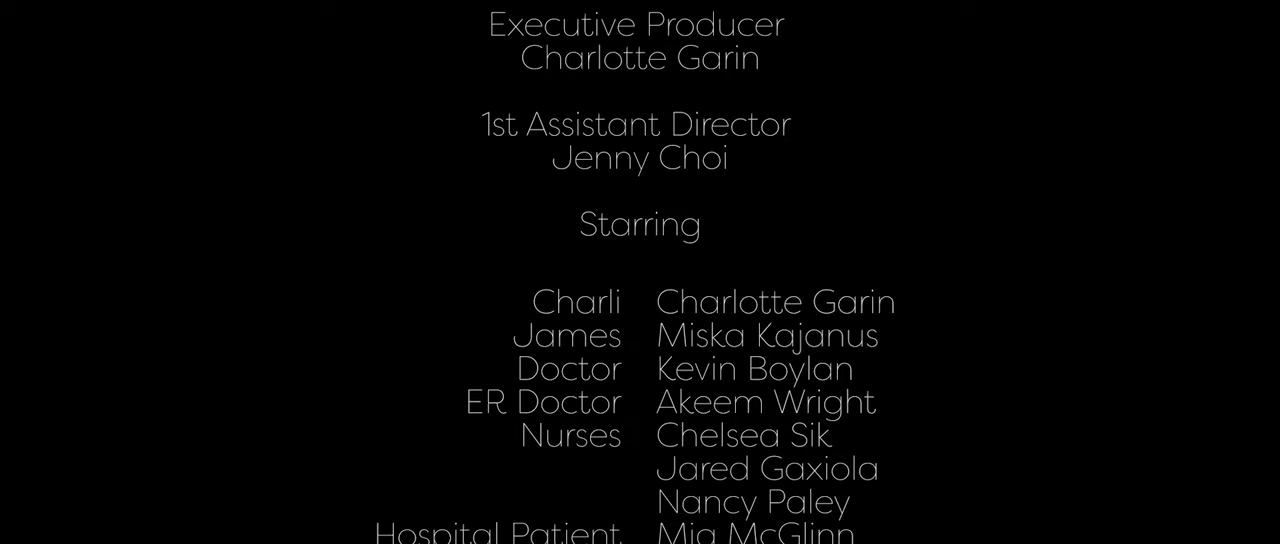 Executive Producer
Charlotte Garin
1st Assistant Director
Jenny Choi
Starring
Charli Charlotte Garin
James Miska Kajanus
Doctor Kevin Boylan
ER Doctor Akeem Wright
Nurses Chelsea Sik
Jared Gaxiola
Nancy Paley
Hospital Patient Mia McGlinn